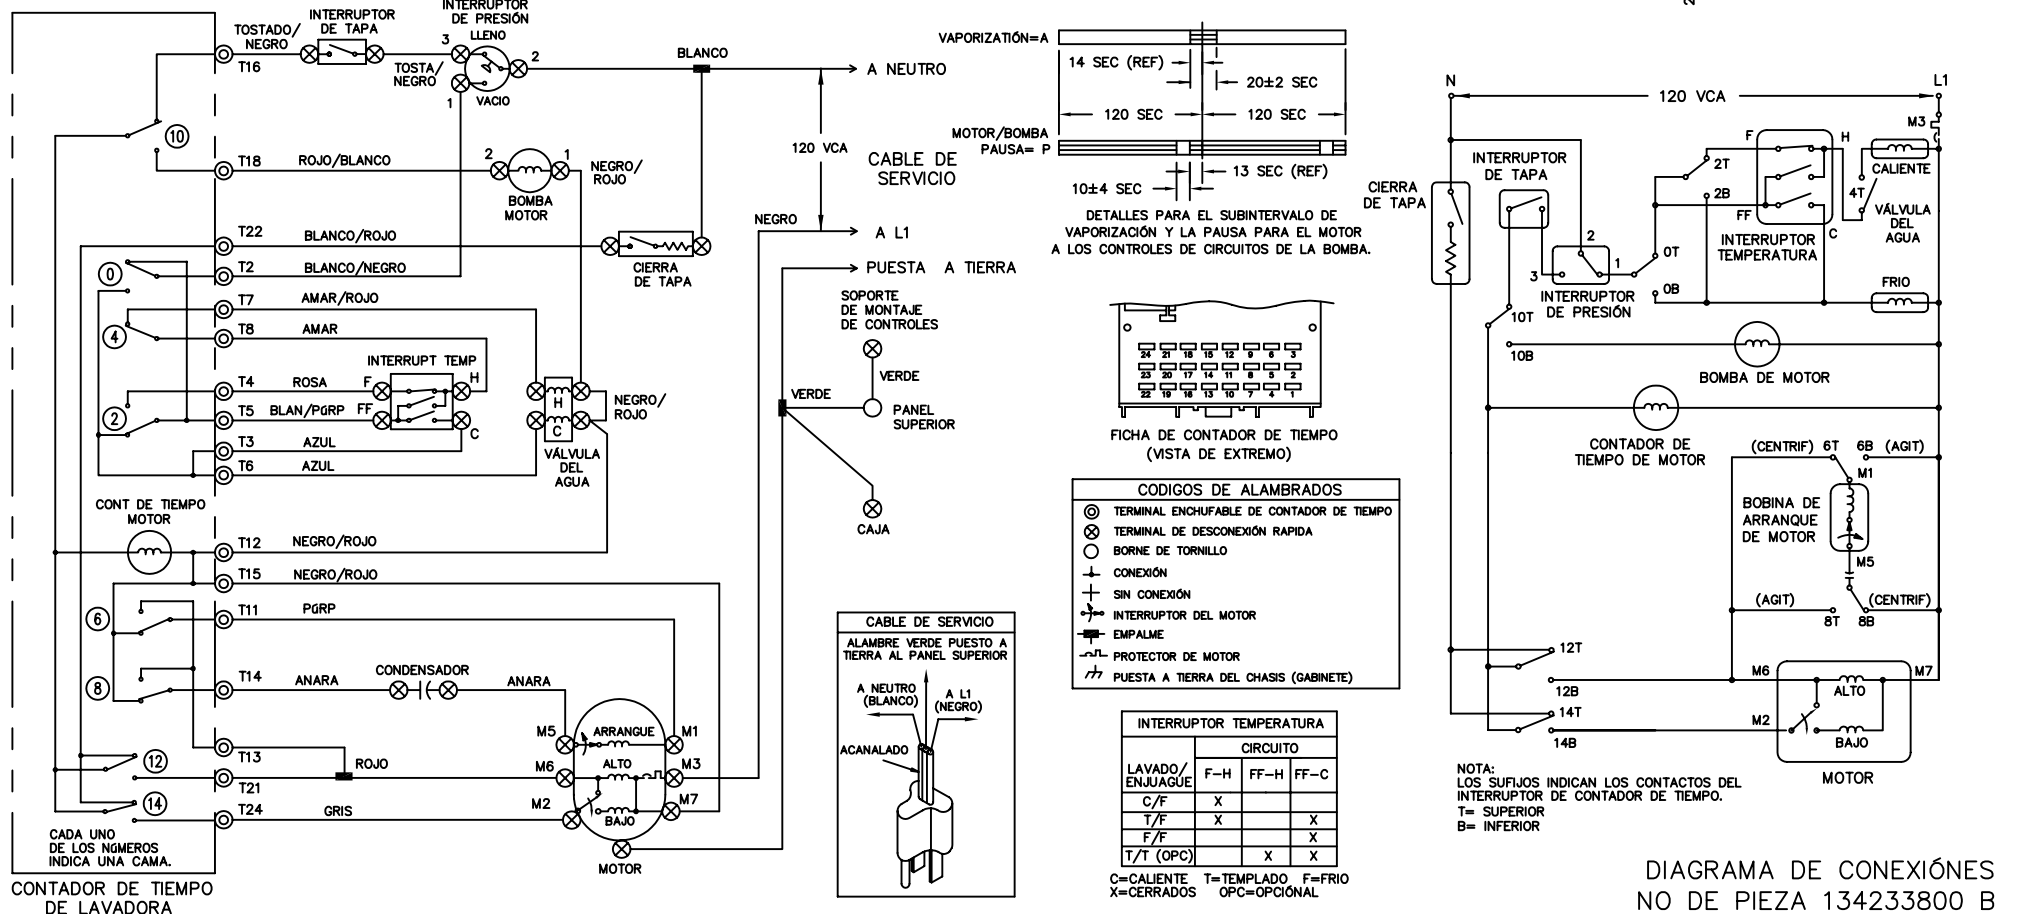 INTERRUPTOR
DE TAPA
TOSTADO/
NEGRO
T16
INTERRUPTOR
DE PRESIÓN
LLENO
3
2
TOSTA/
NEGRO
1
VACIO
BLANCO
A NEUTRO
10
T18
ROJO/BLANCO
2
1
BOMBA
MOTOR
NEGRO/
ROJO
120 VCA
CABLE DE
SERVICIO
NEGRO
A L1
T22
BLANCO/ROJO
CIERRA
DE TAPA
PUESTA A TIERRA
0
T2
BLANCO/NEGRO
T7
AMAR/ROJO
4
T8
AMAR
INTERRUPT TEMP
T4
ROSA
F
H
2
T5
BLAN/PúRP
FF
C
T3
AZUL
T6
AZUL
H
C
NEGRO/
ROJO
VÁLVULA
DEL
AGUA
SOPORTE
DE MONTAJE
DE CONTROLES
VERDE
VERDE
PANEL
SUPERIOR
CAJA
CONT DE TIEMPO
MOTOR
T12
NEGRO/ROJO
T15
NEGRO/ROJO
6
T11
PúRP
8
T14
ANARA
CONDENSADOR
ANARA
T13
ROJO
12
T21
14
T24
GRIS
M5
ARRANGUE
M1
M6
ALTO
M3
M2
BAJO
M7
MOTOR
CADA UNO
DE LOS NúMEROS
INDICA UNA CAMA.
CONTADOR DE TIEMPO
DE LAVADORA
VAPORIZATIÓN=A
14 SEC (REF)
20±2 SEC
120 SEC
120 SEC
MOTOR/BOMBA
PAUSA= P
13 SEC (REF)
10±4 SEC
DETALLES PARA EL SUBINTERVALO DE
VAPORIZACIÓN Y LA PAUSA PARA EL MOTOR
A LOS CONTROLES DE CIRCUITOS DE LA BOMBA.
24 21 18 15 12 9 6 3
23 20 17 14 11 8 5 2
22 19 16 13 10 7 4 1
FICHA DE CONTADOR DE TIEMPO
(VISTA DE EXTREMO)
CODIGOS DE ALAMBRADOS
TERMINAL ENCHUFABLE DE CONTADOR DE TIEMPO
TERMINAL DE DESCONEXIÓN RAPIDA
BORNE DE TORNILLO
CONEXIÓN
SIN CONEXIÓN
INTERRUPTOR DEL MOTOR
EMPALME
PROTECTOR DE MOTOR
PUESTA A TIERRA DEL CHASIS (GABINETE)
CABLE DE SERVICIO
ALAMBRE VERDE PUESTO A
TIERRA AL PANEL SUPERIOR
A NEUTRO
(BLANCO)
A L1
(NEGRO)
ACANALADO
INTERRUPTOR TEMPERATURA
CIRCUITO
LAVADO/
ENJUAGUE
F-H FF-H FF-C
C/F X
T/F X X
F/F X
T/T (OPC) X X
C=CALIENTE T=TEMPLADO F=FRIO
X=CERRADOS OPC=OPCIÓNAL
2
N
L1
120 VCA
M3
CIERRA
DE TAPA
INTERRUPTOR
DE TAPA
2
3
1
INTERRUPTOR
DE PRESIÓN
2T
2B
0T
0B
F
H
FF
C
INTERRUPTOR
TEMPERATURA
4T
CALIENTE
VÁLVULA
DEL
AGUA
FRIO
10T
10B
BOMBA DE MOTOR
CONTADOR DE
TIEMPO DE MOTOR
(CENTRIF) 6T 6B (AGIT)
M1
BOBINA DE
ARRANQUE
DE MOTOR
M5
(AGIT)
(CENTRIF)
8T 8B
12T
12B
14T
14B
M6
ALTO
M7
M2
BAJO
MOTOR
NOTA:
LOS SUFIJOS INDICAN LOS CONTACTOS DEL
INTERRUPTOR DE CONTADOR DE TIEMPO.
T= SUPERIOR
B= INFERIOR
DIAGRAMA DE CONEXIÓNES
NO DE PIEZA 134233800 B